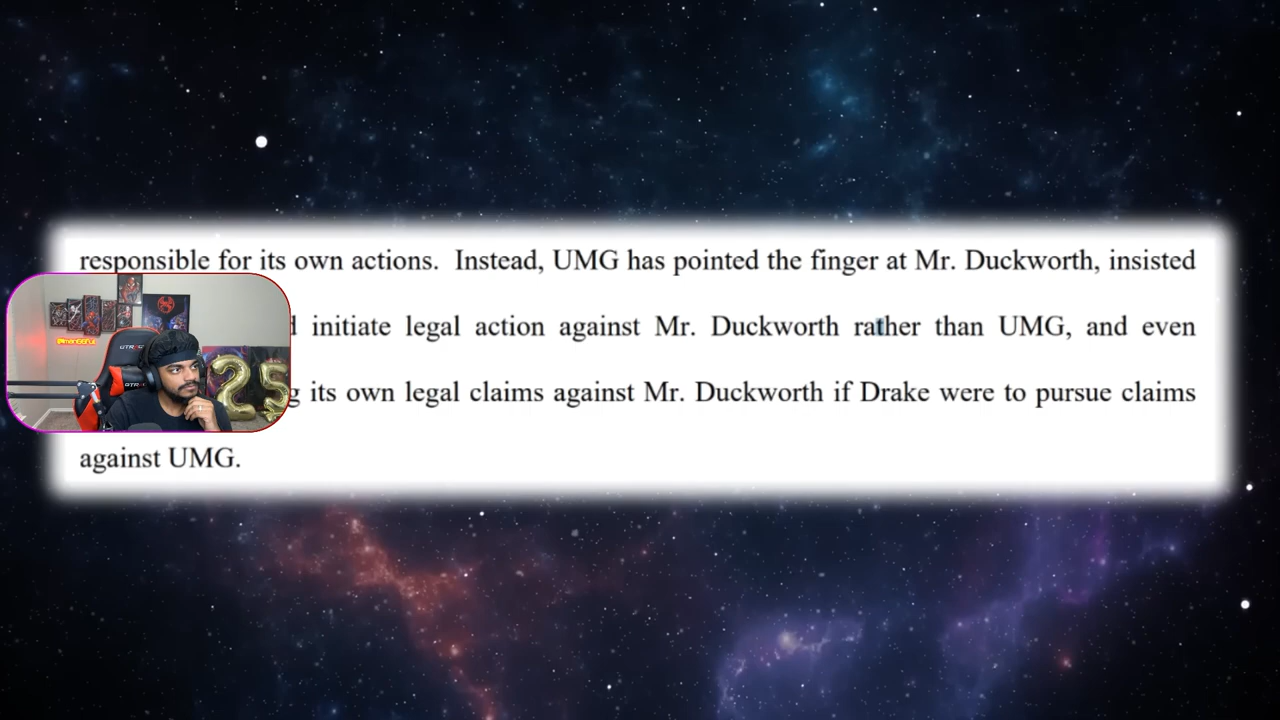 responsible for its own actions. Instead, UMG has pointed the finger at Mr. Duckworth, insisted
initiate legal action against Mr. Duckworth rather than UMG, and even
its own legal claims against Mr. Duckworth if Drake were to pursue claims
against UMG.
25